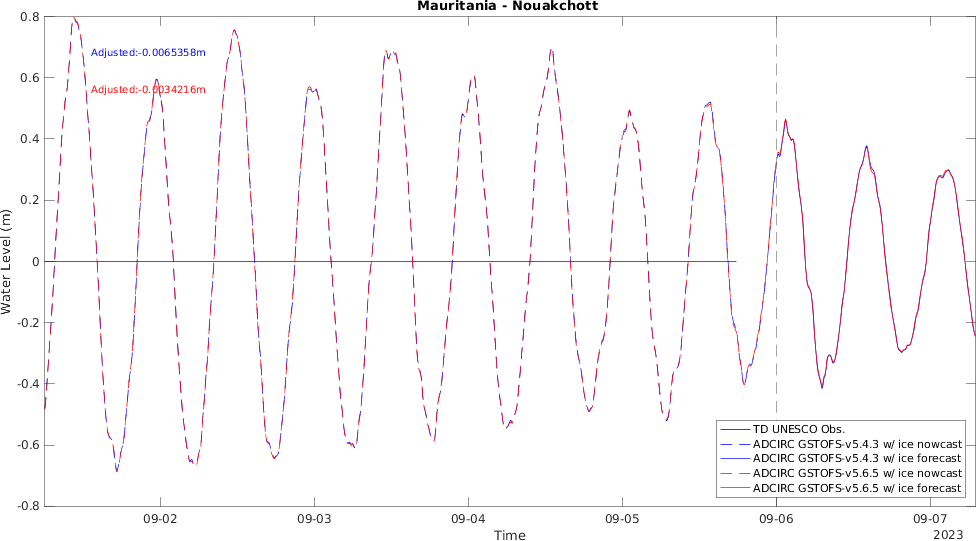 Mauritania - Nouakchott
Adjusted:-0.0065358m
Adjusted:-0.0034216m
0.8
0.6
0.4
0.2
0
-0.2
-0.4
-0.6
-0.8
Water Level (m)
TD UNESCO Obs.
ADCIRC GSTOFS-v5.4.3 w/ ice nowcast
ADCIRC GSTOFS-v5.4.3 w/ ice forecast
ADCIRC GSTOFS-v5.6.5 w/ ice nowcast
ADCIRC GSTOFS-v5.6.5 w/ ice forecast
09-02 09-03 09-04 09-05 09-06 09-07
Time
2023